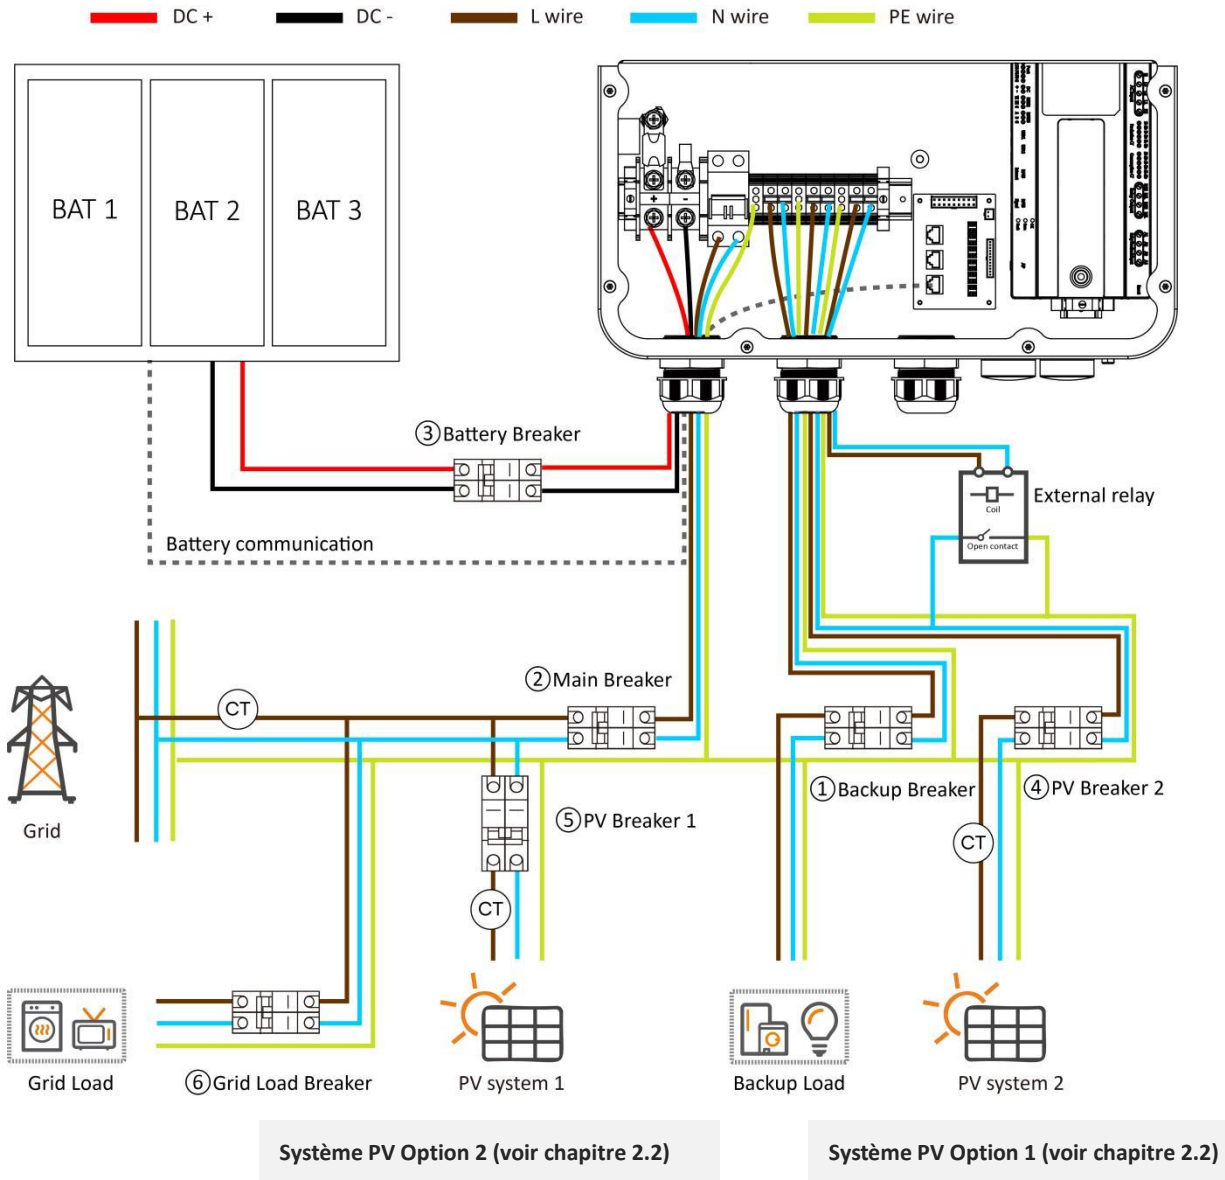 DC +
DC -
L wire
N wire
PE wire
BAT 1
BAT 2
BAT 3
+
-
③Battery Breaker
External relay
Coil
Open contact
Battery communication
②Main Breaker
CT
①Backup Breaker
④PV Breaker 2
⑤PV Breaker 1
Grid
CT
CT
Grid Load
⑥Grid Load Breaker
PV system 1
Backup Load
PV system 2
Système PV Option 2 (voir chapitre 2.2)
Système PV Option 1 (voir chapitre 2.2)